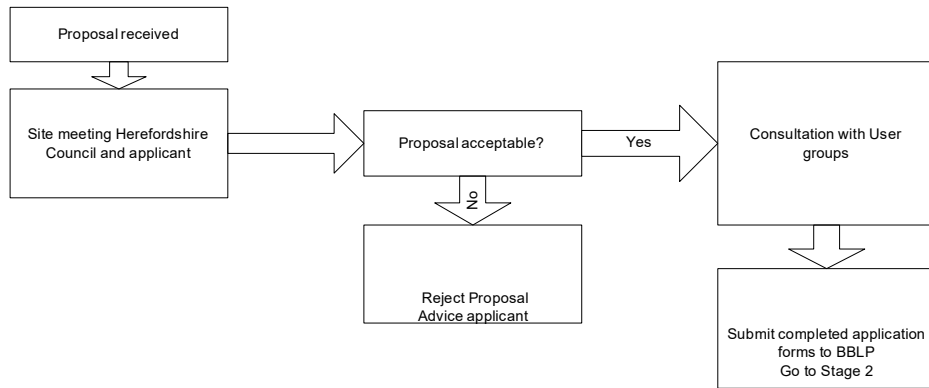 Proposal received
Site meeting Herefordshire
Council and applicant
Proposal acceptable?
Yes
No
Consultation with User
groups
Reject Proposal
Advice applicant
Submit completed application
forms to BBLP
Go to Stage 2